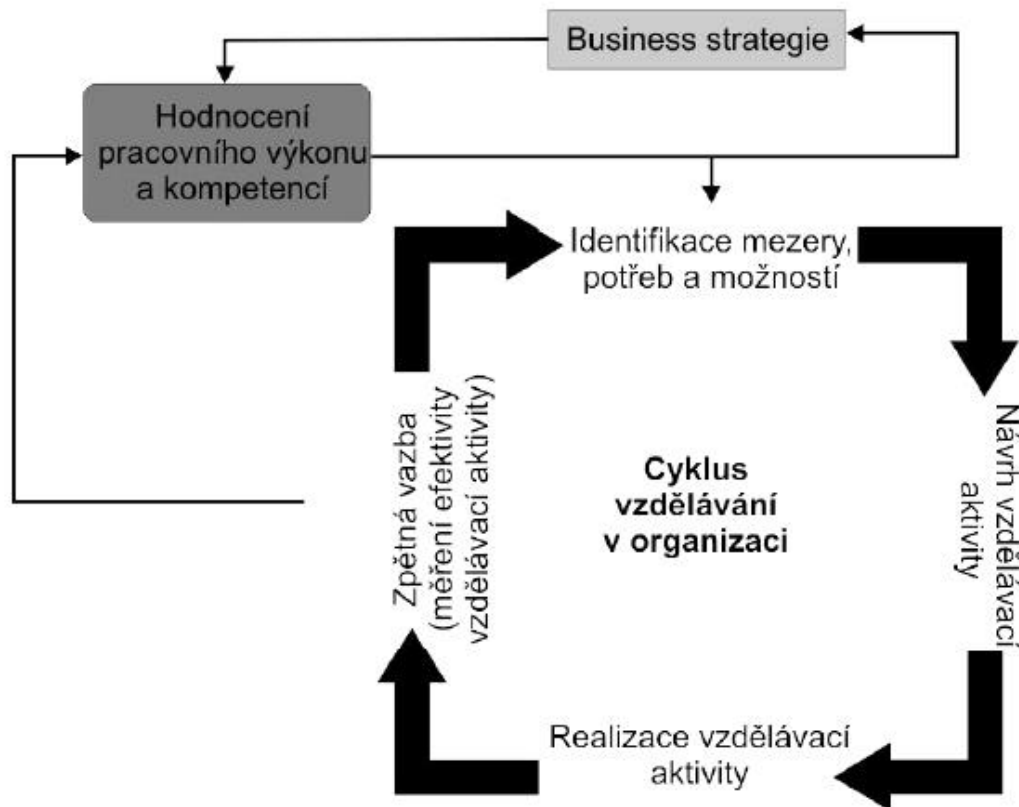 Business strategie
Hodnocení
pracovního výkonu
a kompetencí
Identifikace mezery,
potřeb a možností
Návrh vzdělávací
aktivity
Cyklus
vzdělávání
v organizaci
Zpětná vazba
(měření efektivity
vzdělávací aktivity)
Realizace vzdělávací
aktivity